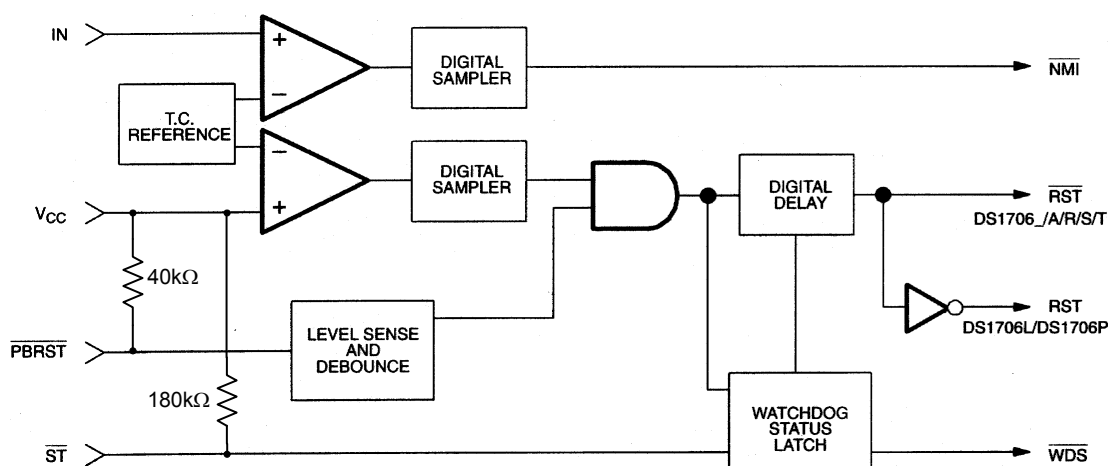 IN
+
−
DIGITAL
SAMPLER
NMI
T.C.
REFERENCE
−
+
DIGITAL
SAMPLER
DIGITAL
DELAY
RST
DS1706_/A/R/S/T
VCC
40kΩ
LEVEL SENSE
AND
DEBOUNCE
RST
DS1706L/DS1706P
PBRST
180kΩ
WATCHDOG
STATUS
LATCH
ST
WDS